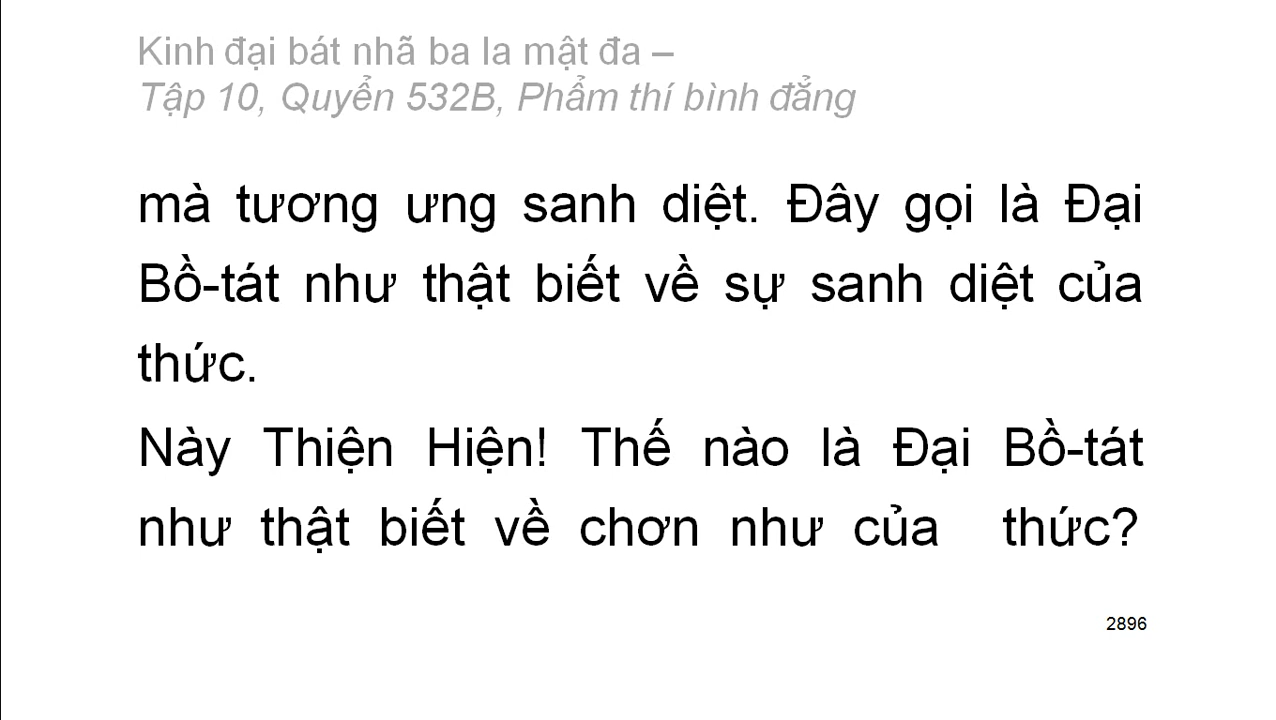 Kinh đại bát nhã ba la mật đa –
Tập 10, Quyển 532B, Phẩm thí bình đẳng
mà tương ưng sanh diệt. Đây gọi là Đại
Bồ-tát như thật biết về sự sanh diệt của
thức.
Này Thiện Hiện! Thế nào là Đại Bồ-tát
như thật biết về chơn như của thức?
2896